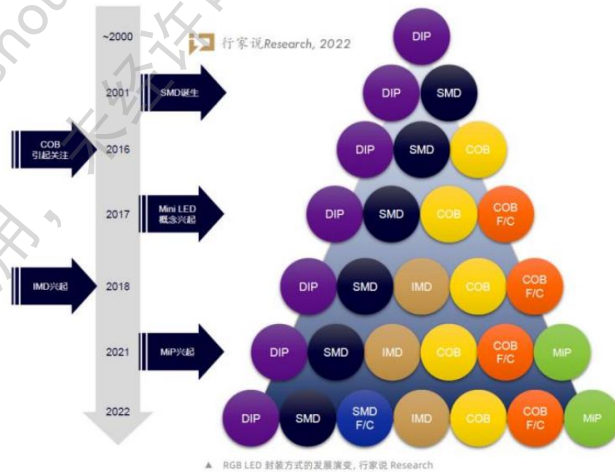 行家说Research, 2022
~2000
DIP
2001
SMD诞生
DIP
SMD
COB
引起关注
2016
DIP
SMD
COB
2017
Mini LED
概念兴起
DIP
SMD
COB
COB
F/C
IMD兴起
2018
DIP
SMD
IMD
COB
COB
F/C
2021
MiP兴起
DIP
SMD
IMD
COB
COB
F/C
MiP
2022
DIP
SMD
SMD
F/C
IMD
COB
COB
F/C
MiP
▲ RGB LED 封装方式的发展演变, 行家说 Research